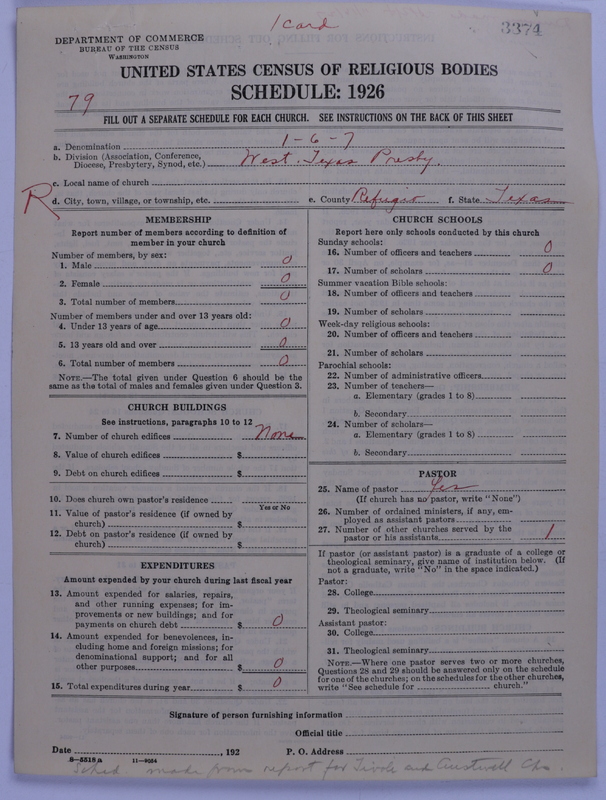 1 Card
3374
DEPARTMENT OF COMMERCE
BUREAU OF THE CENSUS
WASHINGTON
UNITED STATES CENSUS OF RELIGIOUS BODIES
SCHEDULE: 1926
79
FILL OUT A SEPARATE SCHEDULE FOR EACH CHURCH. SEE INSTRUCTIONS ON THE BACK OF THIS SHEET
a. Denomination 1-6-7
b. Division (Association, Conference,
Diocese, Presbytery, Synod, etc.) West. Texas Presby.
c. Local name of church
R
d. City, town, village, or township, etc. e. County Refugio f. State Texas
MEMBERSHIP
Report number of members according to definition of
member in your church
Number of members, by sex:
1. Male 0
2. Female 0
3. Total number of members 0
Number of members under and over 13 years old:
4. Under 13 years of age 0
5. 13 years old and over 0
6. Total number of members 0
NOTE.—The total given under Question 6 should be the
same as the total of males and females given under Question 3.
CHURCH BUILDINGS
See instructions, paragraphs 10 to 12
7. Number of church edifices None
8. Value of church edifices $
9. Debt on church edifices $
10. Does church own pastor's residence
Yes or No
11. Value of pastor's residence (if owned by
church) $
12. Debt on pastor's residence (if owned by
church) $
EXPENDITURES
Amount expended by your church during last fiscal year
13. Amount expended for salaries, repairs,
and other running expenses; for im-
provements or new buildings; and for
payments on church debt $ 0
14. Amount expended for benevolences, in-
cluding home and foreign missions; for
denominational support; and for all
other purposes $ 0
15. Total expenditures during year $ 0
CHURCH SCHOOLS
Report here only schools conducted by this church
Sunday schools:
16. Number of officers and teachers 0
17. Number of scholars 0
Summer vacation Bible schools:
18. Number of officers and teachers
19. Number of scholars
Week-day religious schools:
20. Number of officers and teachers
21. Number of scholars
Parochial schools:
22. Number of administrative officers
23. Number of teachers—
a. Elementary (grades 1 to 8)
b. Secondary
24. Number of scholars—
a. Elementary (grades 1 to 8)
b. Secondary
PASTOR
25. Name of pastor Yes
(If church has no pastor, write "None")
26. Number of ordained ministers, if any, em-
ployed as assistant pastors
27. Number of other churches served by the
pastor or his assistants 1
If pastor (or assistant pastor) is a graduate of a college or
theological seminary, give name of institution below. (If
not a graduate, write "No" in the space indicated.)
Pastor:
28. College
29. Theological seminary
Assistant pastor:
30. College
31. Theological seminary
NOTE.—Where one pastor serves two or more churches,
Questions 28 and 29 should be answered only on the schedule
for one of the churches; on the schedules for the other churches,
write "See schedule for church."
Signature of person furnishing information
Official title
Date , 192 P. O. Address
8-5518a 11-9024
Sched made from report for Tivoli and Austwell Chs.